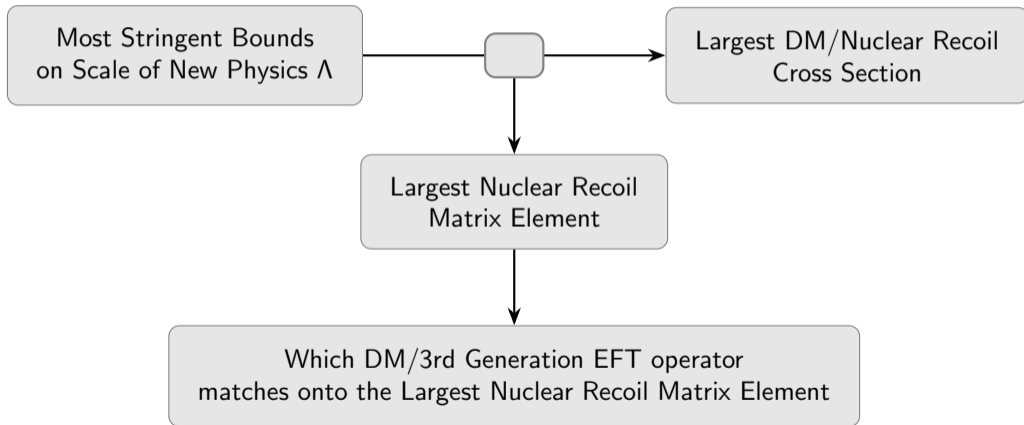 Most Stringent Bounds
on Scale of New Physics Λ
Largest DM/Nuclear Recoil
Cross Section
Largest Nuclear Recoil
Matrix Element
Which DM/3rd Generation EFT operator
matches onto the Largest Nuclear Recoil Matrix Element